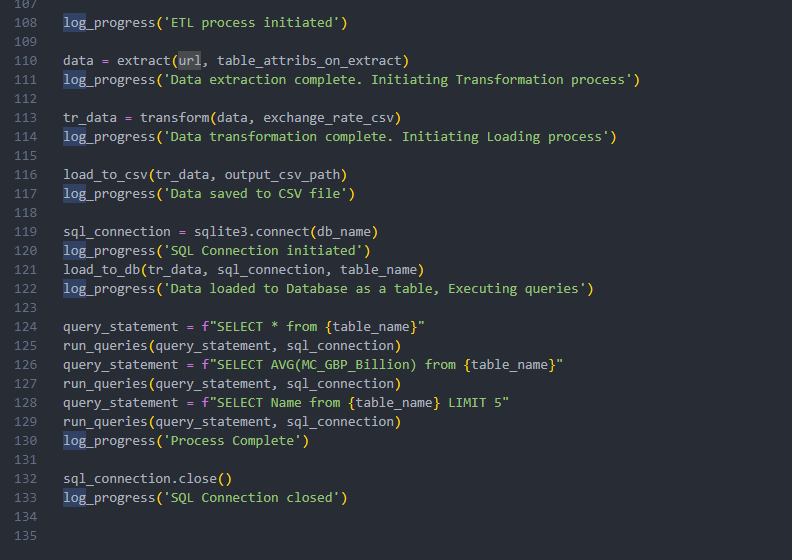 107
108 log_progress('ETL process initiated')
109
110 data = extract(url, table_attribs_on_extract)
111 log_progress('Data extraction complete. Initiating Transformation process')
112
113 tr_data = transform(data, exchange_rate_csv)
114 log_progress('Data transformation complete. Initiating Loading process')
115
116 load_to_csv(tr_data, output_csv_path)
117 log_progress('Data saved to CSV file')
118
119 sql_connection = sqlite3.connect(db_name)
120 log_progress('SQL Connection initiated')
121 load_to_db(tr_data, sql_connection, table_name)
122 log_progress('Data loaded to Database as a table, Executing queries')
123
124 query_statement = f"SELECT * from {table_name}"
125 run_queries(query_statement, sql_connection)
126 query_statement = f"SELECT AVG(MC_GBP_Billion) from {table_name}"
127 run_queries(query_statement, sql_connection)
128 query_statement = f"SELECT Name from {table_name} LIMIT 5"
129 run_queries(query_statement, sql_connection)
130 log_progress('Process Complete')
131
132 sql_connection.close()
133 log_progress('SQL Connection closed')
134
135